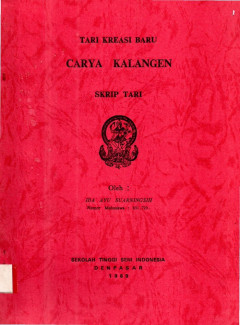 TARI KREASI BARU
CARYA KALANGEN
SKRIP TARI
Oleh :
SEKOLAH TINGGI SENI INDONESIA
DENPASAR